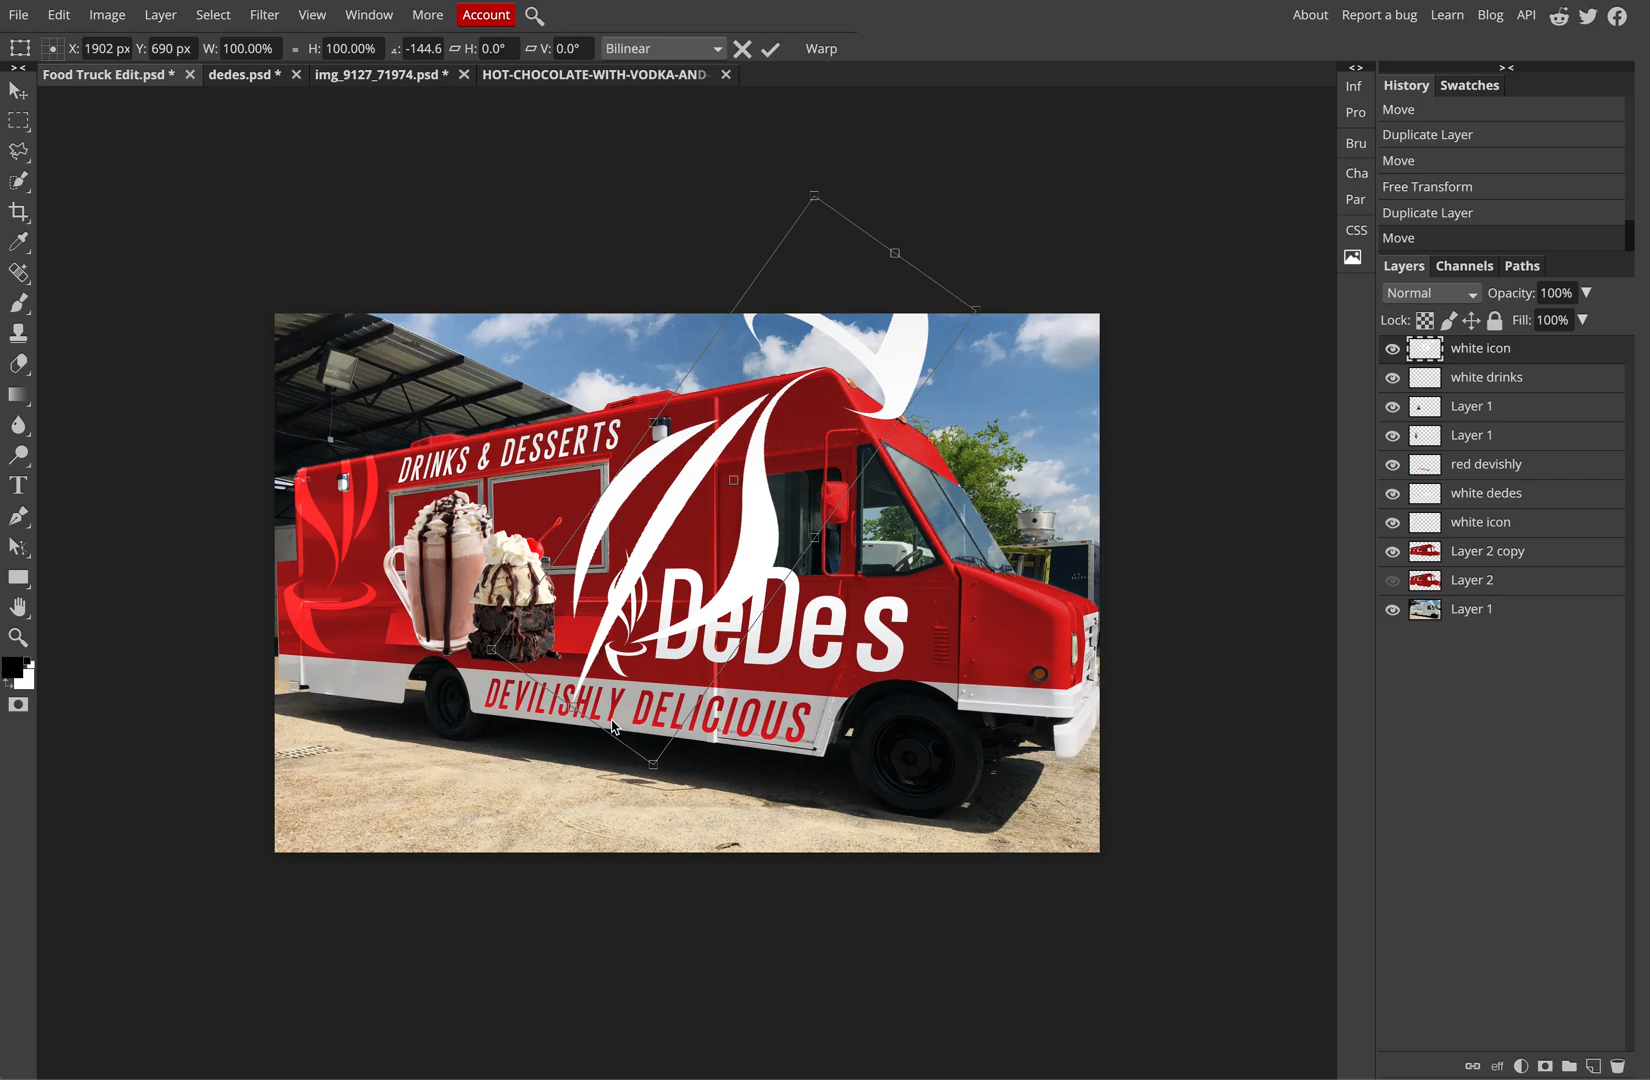 File Edit Image Layer Select Filter View Window More Account About Report a bug Learn Blog API
X: 1902 px Y: 690 px W: 100.00% = H: 100.00% -144.6 H: 0.0° V: 0.0° Bilinear Warp
> < Food Truck Edit.psd * dedes.psd * img_9127_71974.psd * HOT-CHOCOLATE-WITH-VODKA-AND- < > > <
Inf
Pro
Bru
Cha
Par
CSS
History Swatches
Move
Duplicate Layer
Move
Free Transform
Duplicate Layer
Move
Layers Channels Paths
Normal Opacity: 100%
Lock: Fill: 100%
white icon
white drinks
Layer 1
Layer 1
red devishly
white dedes
white icon
Layer 2 copy
Layer 2
Layer 1
eff
DRINKS & DESSERTS
DeDes
DEVILISHLY DELICIOUS